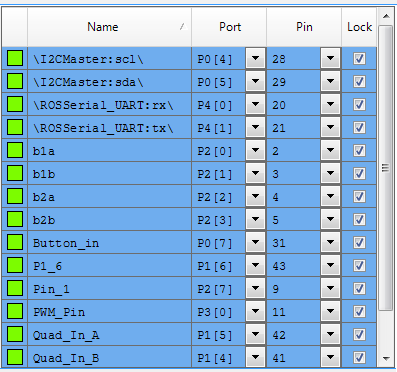 Name Port Pin Lock
\I2CMaster:scl\ P0[4] 28
\I2CMaster:sda\ P0[5] 29
\ROSSerial_UART:rx\ P4[0] 20
\ROSSerial_UART:tx\ P4[1] 21
b1a P2[0] 2
b1b P2[1] 3
b2a P2[2] 4
b2b P2[3] 5
Button_in P0[7] 31
P1_6 P1[6] 43
Pin_1 P2[7] 9
PWM_Pin P3[0] 11
Quad_In_A P1[5] 42
Quad_In_B P1[4] 41